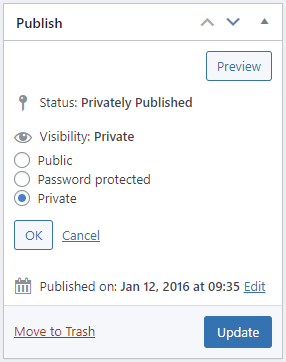 Publish
Preview
Status: Privately Published
Visibility: Private
Public
Password protected
Private
OK Cancel
Published on: Jan 12, 2016 at 09:35 Edit
Move to Trash Update